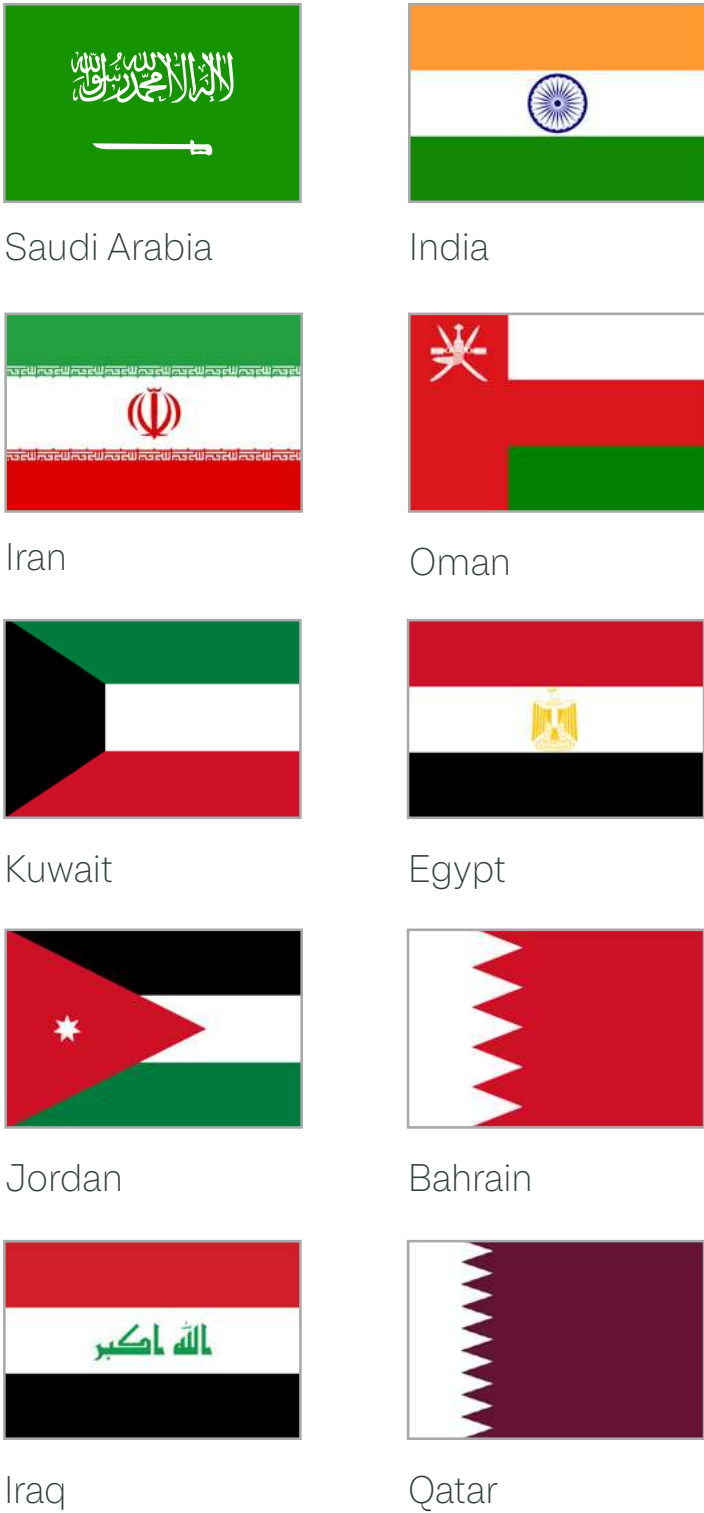 لا إله إلا الله محمد رسول الله
Saudi Arabia
India
Iran
Oman
Kuwait
Egypt
Jordan
Bahrain
الله اكبر
Iraq
Qatar